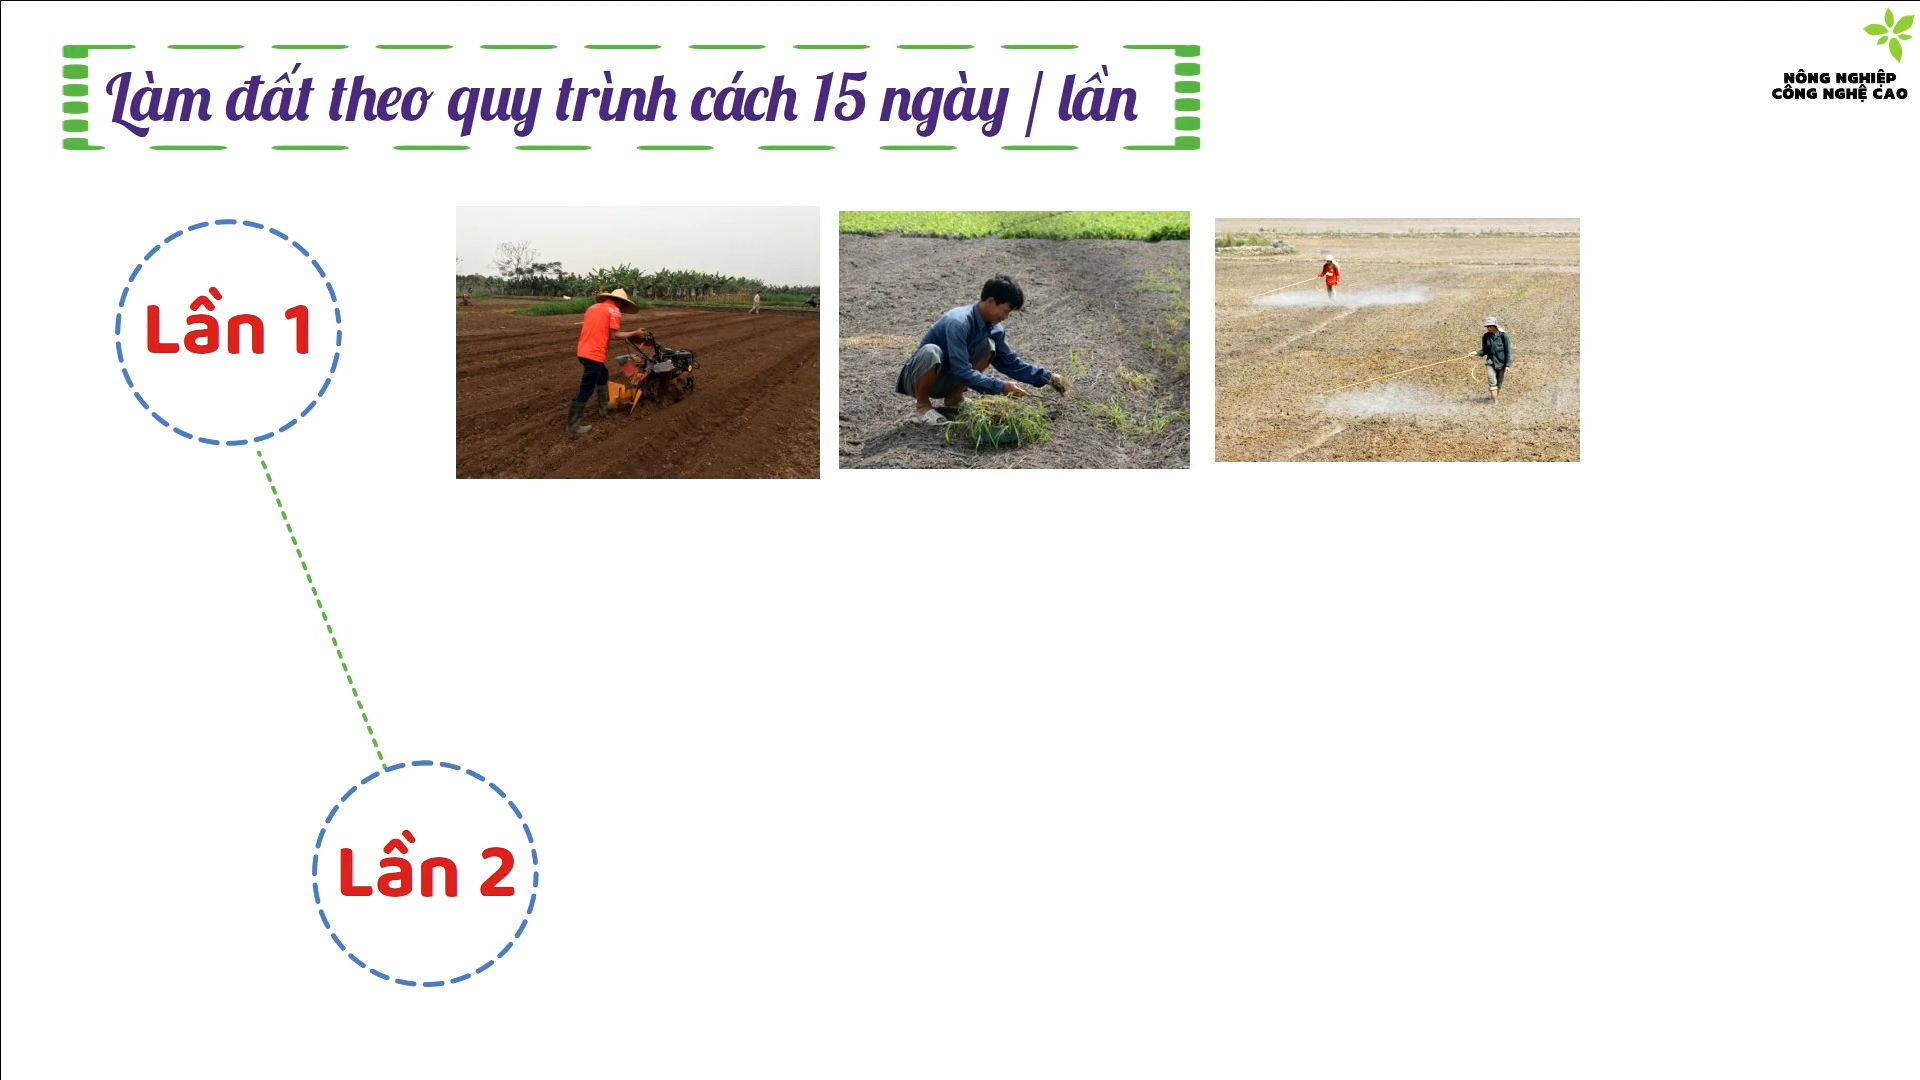 Làm đất theo quy trình cách 15 ngày / lần
NÔNG NGHIỆP
CÔNG NGHỆ CAO
Lần 1
Lần 2